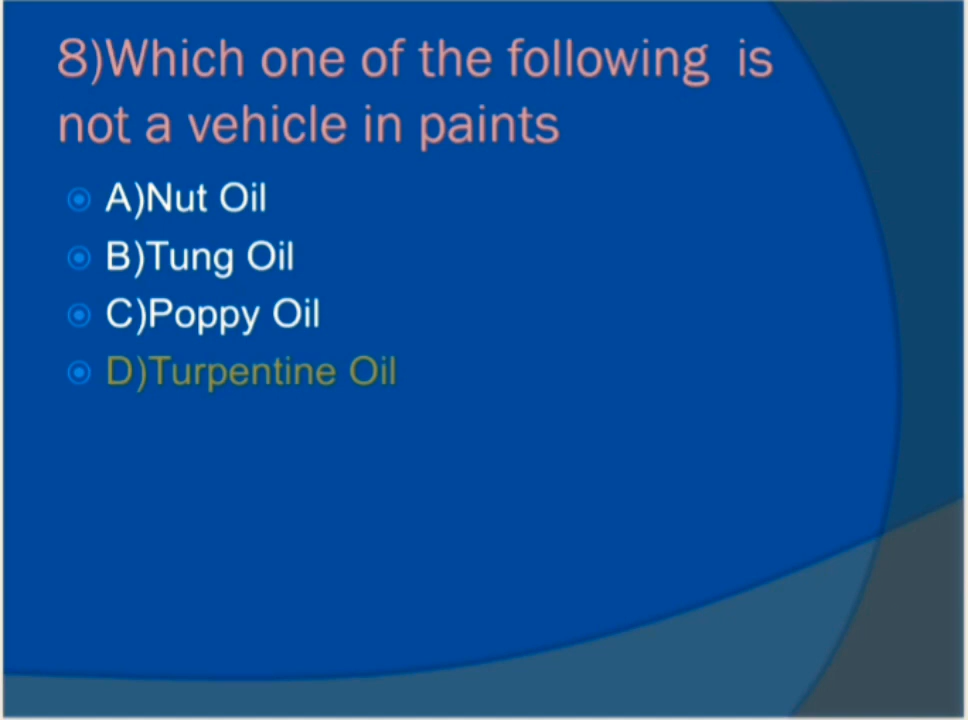 8)Which one of the following is
not a vehicle in paints
A)Nut Oil
B)Tung Oil
C)Poppy Oil
D)Turpentine Oil